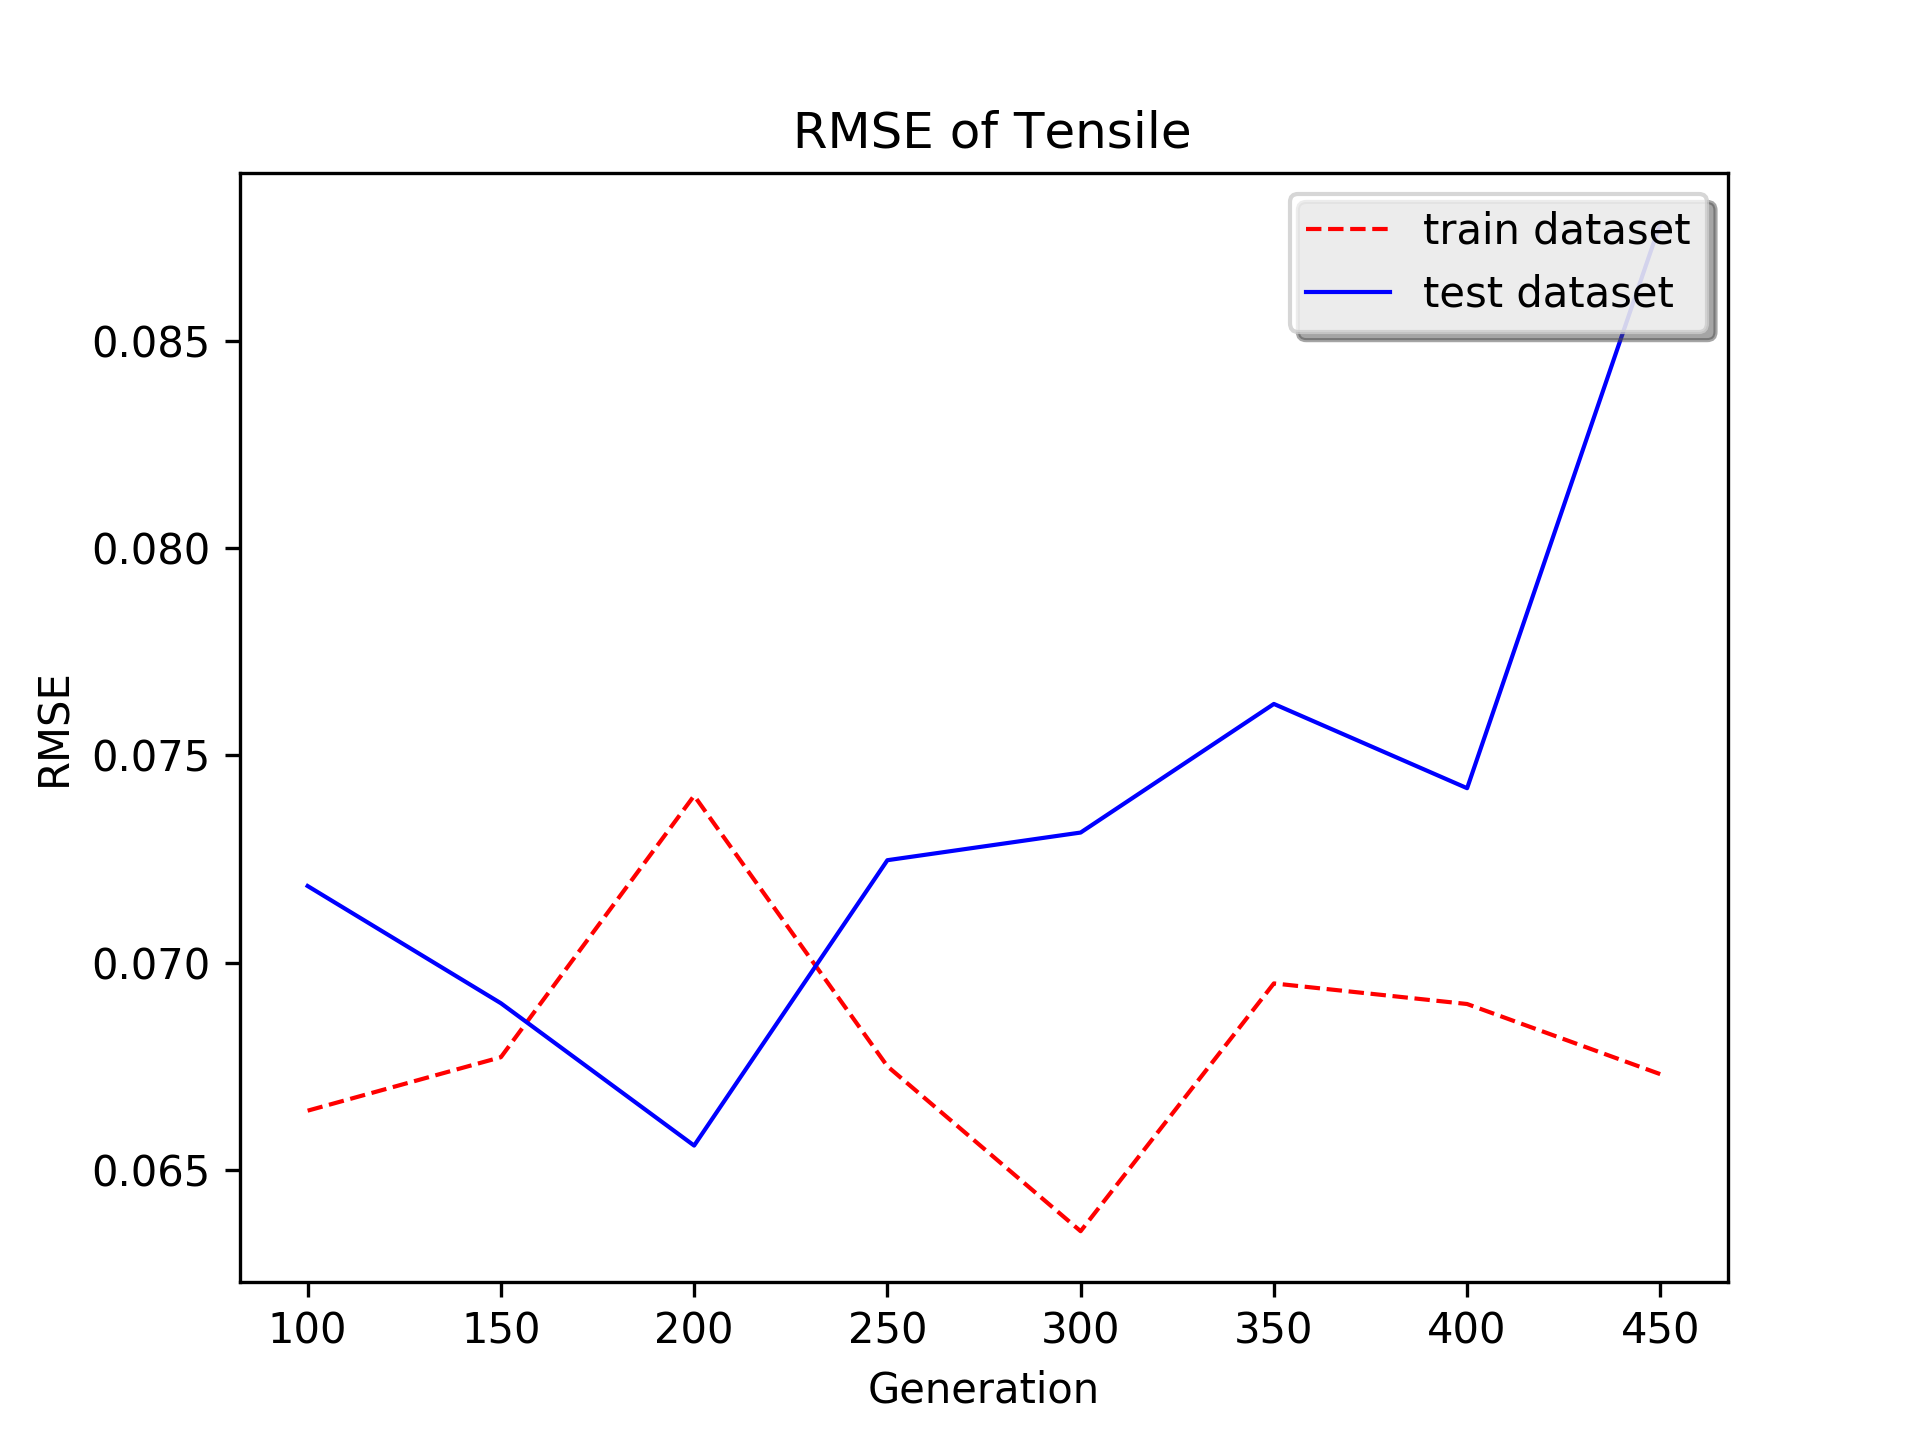 RMSE of Tensile
train dataset
test dataset
0.085
0.080
0.075
0.070
0.065
RMSE
100 150 200 250 300 350 400 450
Generation